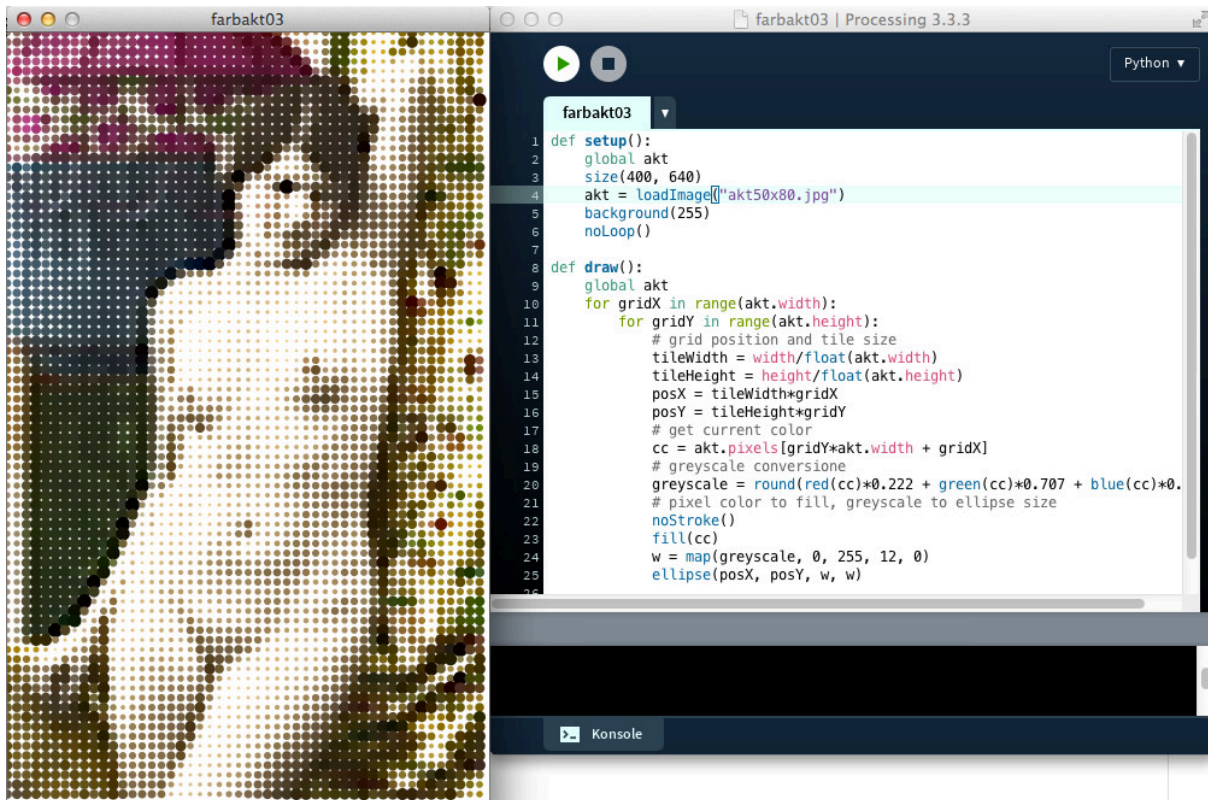 farbakt03
farbakt03 | Processing 3.3.3
Python ▼
farbakt03 ▼
1 def setup():
2     global akt
3     size(400, 640)
4     akt = loadImage("akt50x80.jpg")
5     background(255)
6     noLoop()
7
8 def draw():
9     global akt
10     for gridX in range(akt.width):
11         for gridY in range(akt.height):
12             # grid position and tile size
13             tileWidth = width/float(akt.width)
14             tileHeight = height/float(akt.height)
15             posX = tileWidth*gridX
16             posY = tileHeight*gridY
17             # get current color
18             cc = akt.pixels[gridY*akt.width + gridX]
19             # greyscale conversione
20             greyscale = round(red(cc)*0.222 + green(cc)*0.707 + blue(cc)*0.
21             # pixel color to fill, greyscale to ellipse size
22             noStroke()
23             fill(cc)
24             w = map(greyscale, 0, 255, 12, 0)
25             ellipse(posX, posY, w, w)
26
Konsole